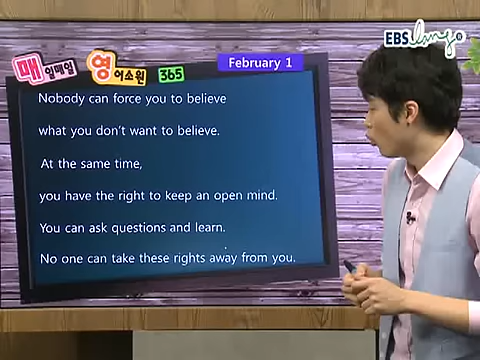 EBSlang
매일매일 영어소원 365
February 1
Nobody can force you to believe
what you don't want to believe.
At the same time,
you have the right to keep an open mind.
You can ask questions and learn.
No one can take these rights away from you.